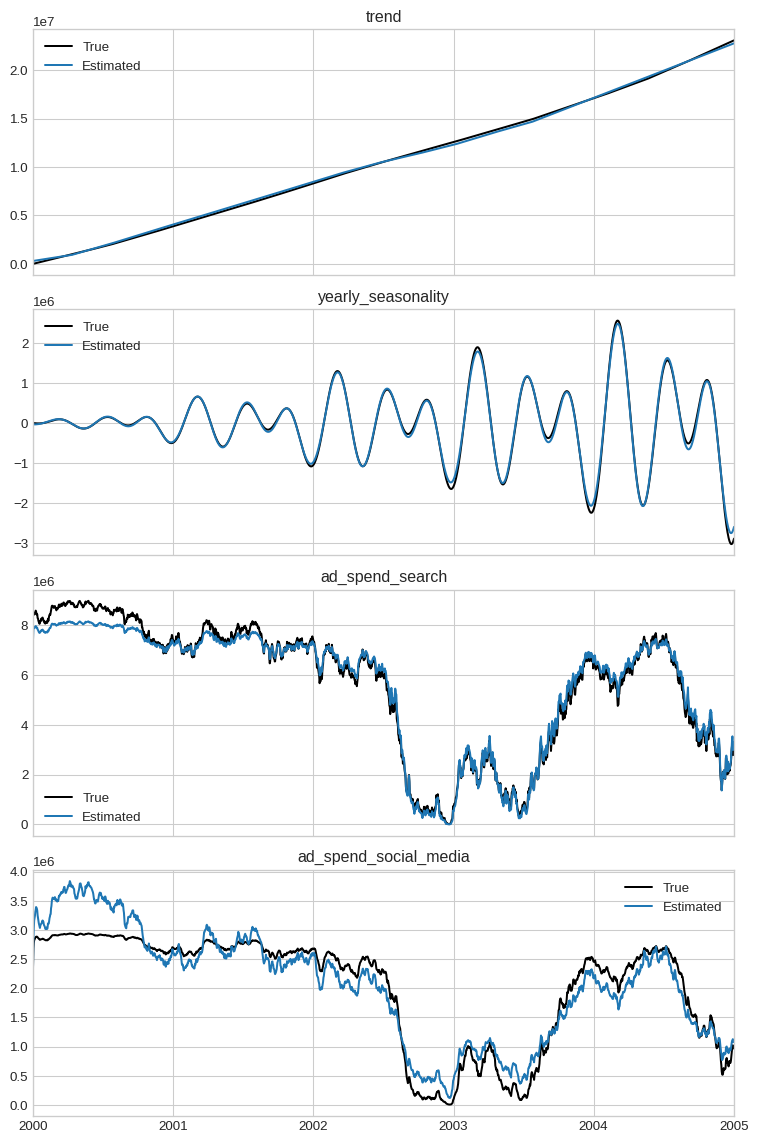 trend
1e7
True
Estimated
2.0
1.5
1.0
0.5
0.0
yearly_seasonality
1e6
True
Estimated
2
1
0
−1
−2
−3
ad_spend_search
1e6
8
6
4
2
0
True
Estimated
ad_spend_social_media
1e6
4.0
3.5
3.0
2.5
2.0
1.5
1.0
0.5
0.0
True
Estimated
2000 2001 2002 2003 2004 2005